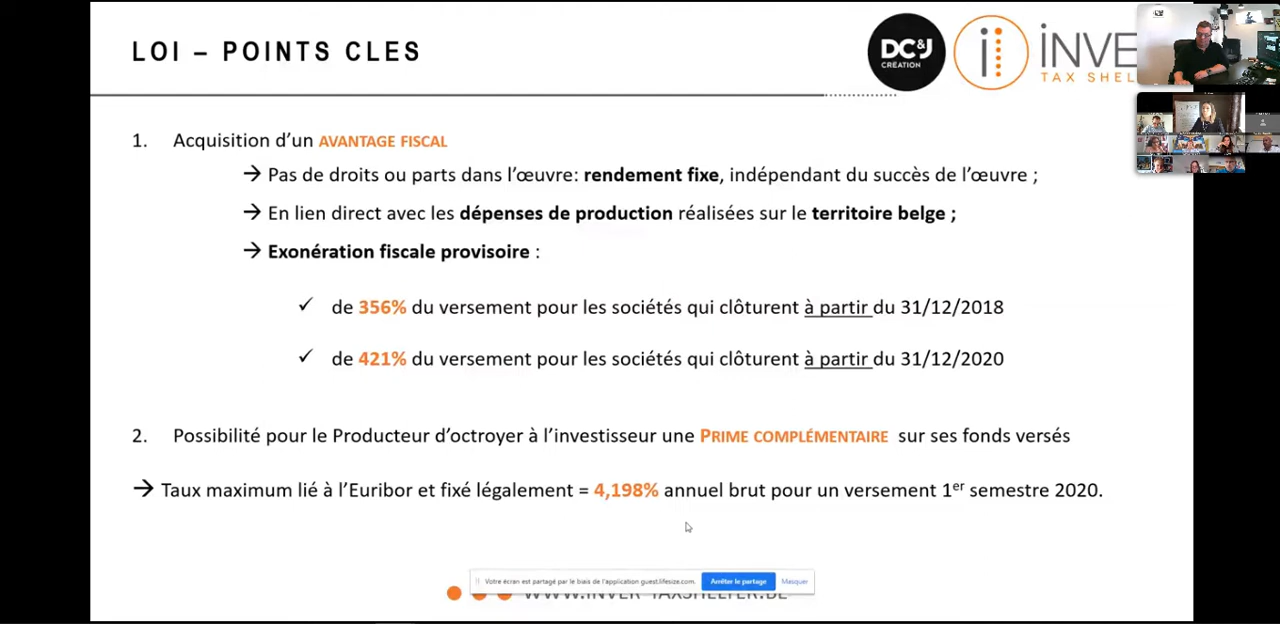 LOI – POINTS CLES
DC&J
CRÉATION
iNVE
TAX SHEL
1. Acquisition d'un AVANTAGE FISCAL
→ Pas de droits ou parts dans l'œuvre: rendement fixe, indépendant du succès de l'œuvre ;
→ En lien direct avec les dépenses de production réalisées sur le territoire belge ;
→ Exonération fiscale provisoire :
✓ de 356% du versement pour les sociétés qui clôturent à partir du 31/12/2018
✓ de 421% du versement pour les sociétés qui clôturent à partir du 31/12/2020
2. Possibilité pour le Producteur d'octroyer à l'investisseur une PRIME COMPLÉMENTAIRE sur ses fonds versés
→ Taux maximum lié à l'Euribor et fixé légalement = 4,198% annuel brut pour un versement 1er semestre 2020.
Votre écran est partagé par le biais de l'application guest.lifesize.com. Arrêter le partage Masquer
WWW.INVER-TAXSHELTER.BE